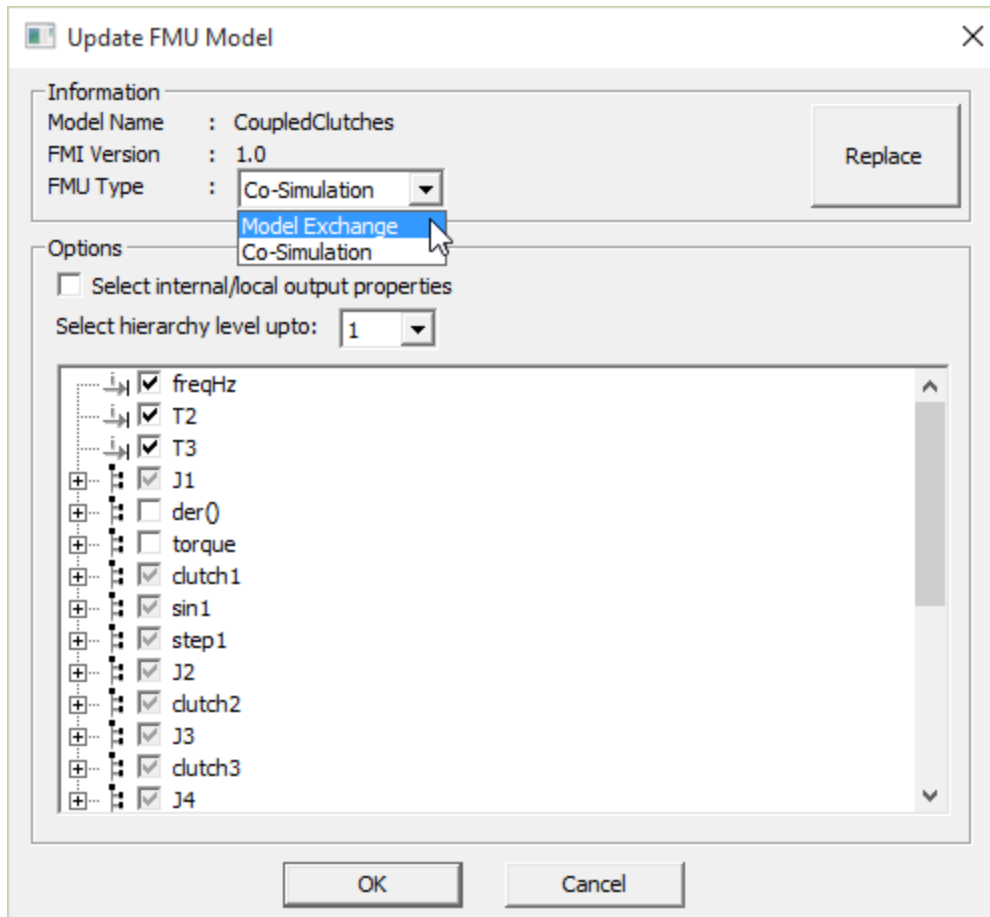 Update FMU Model
Information
Model Name : CoupledClutches
FMI Version : 1.0
FMU Type : Co-Simulation
Replace
Model Exchange
Co-Simulation
Options
Select internal/local output properties
Select hierarchy level upto: 1
freqHz
T2
T3
J1
der()
torque
clutch1
sin1
step1
J2
clutch2
J3
clutch3
J4
OK
Cancel